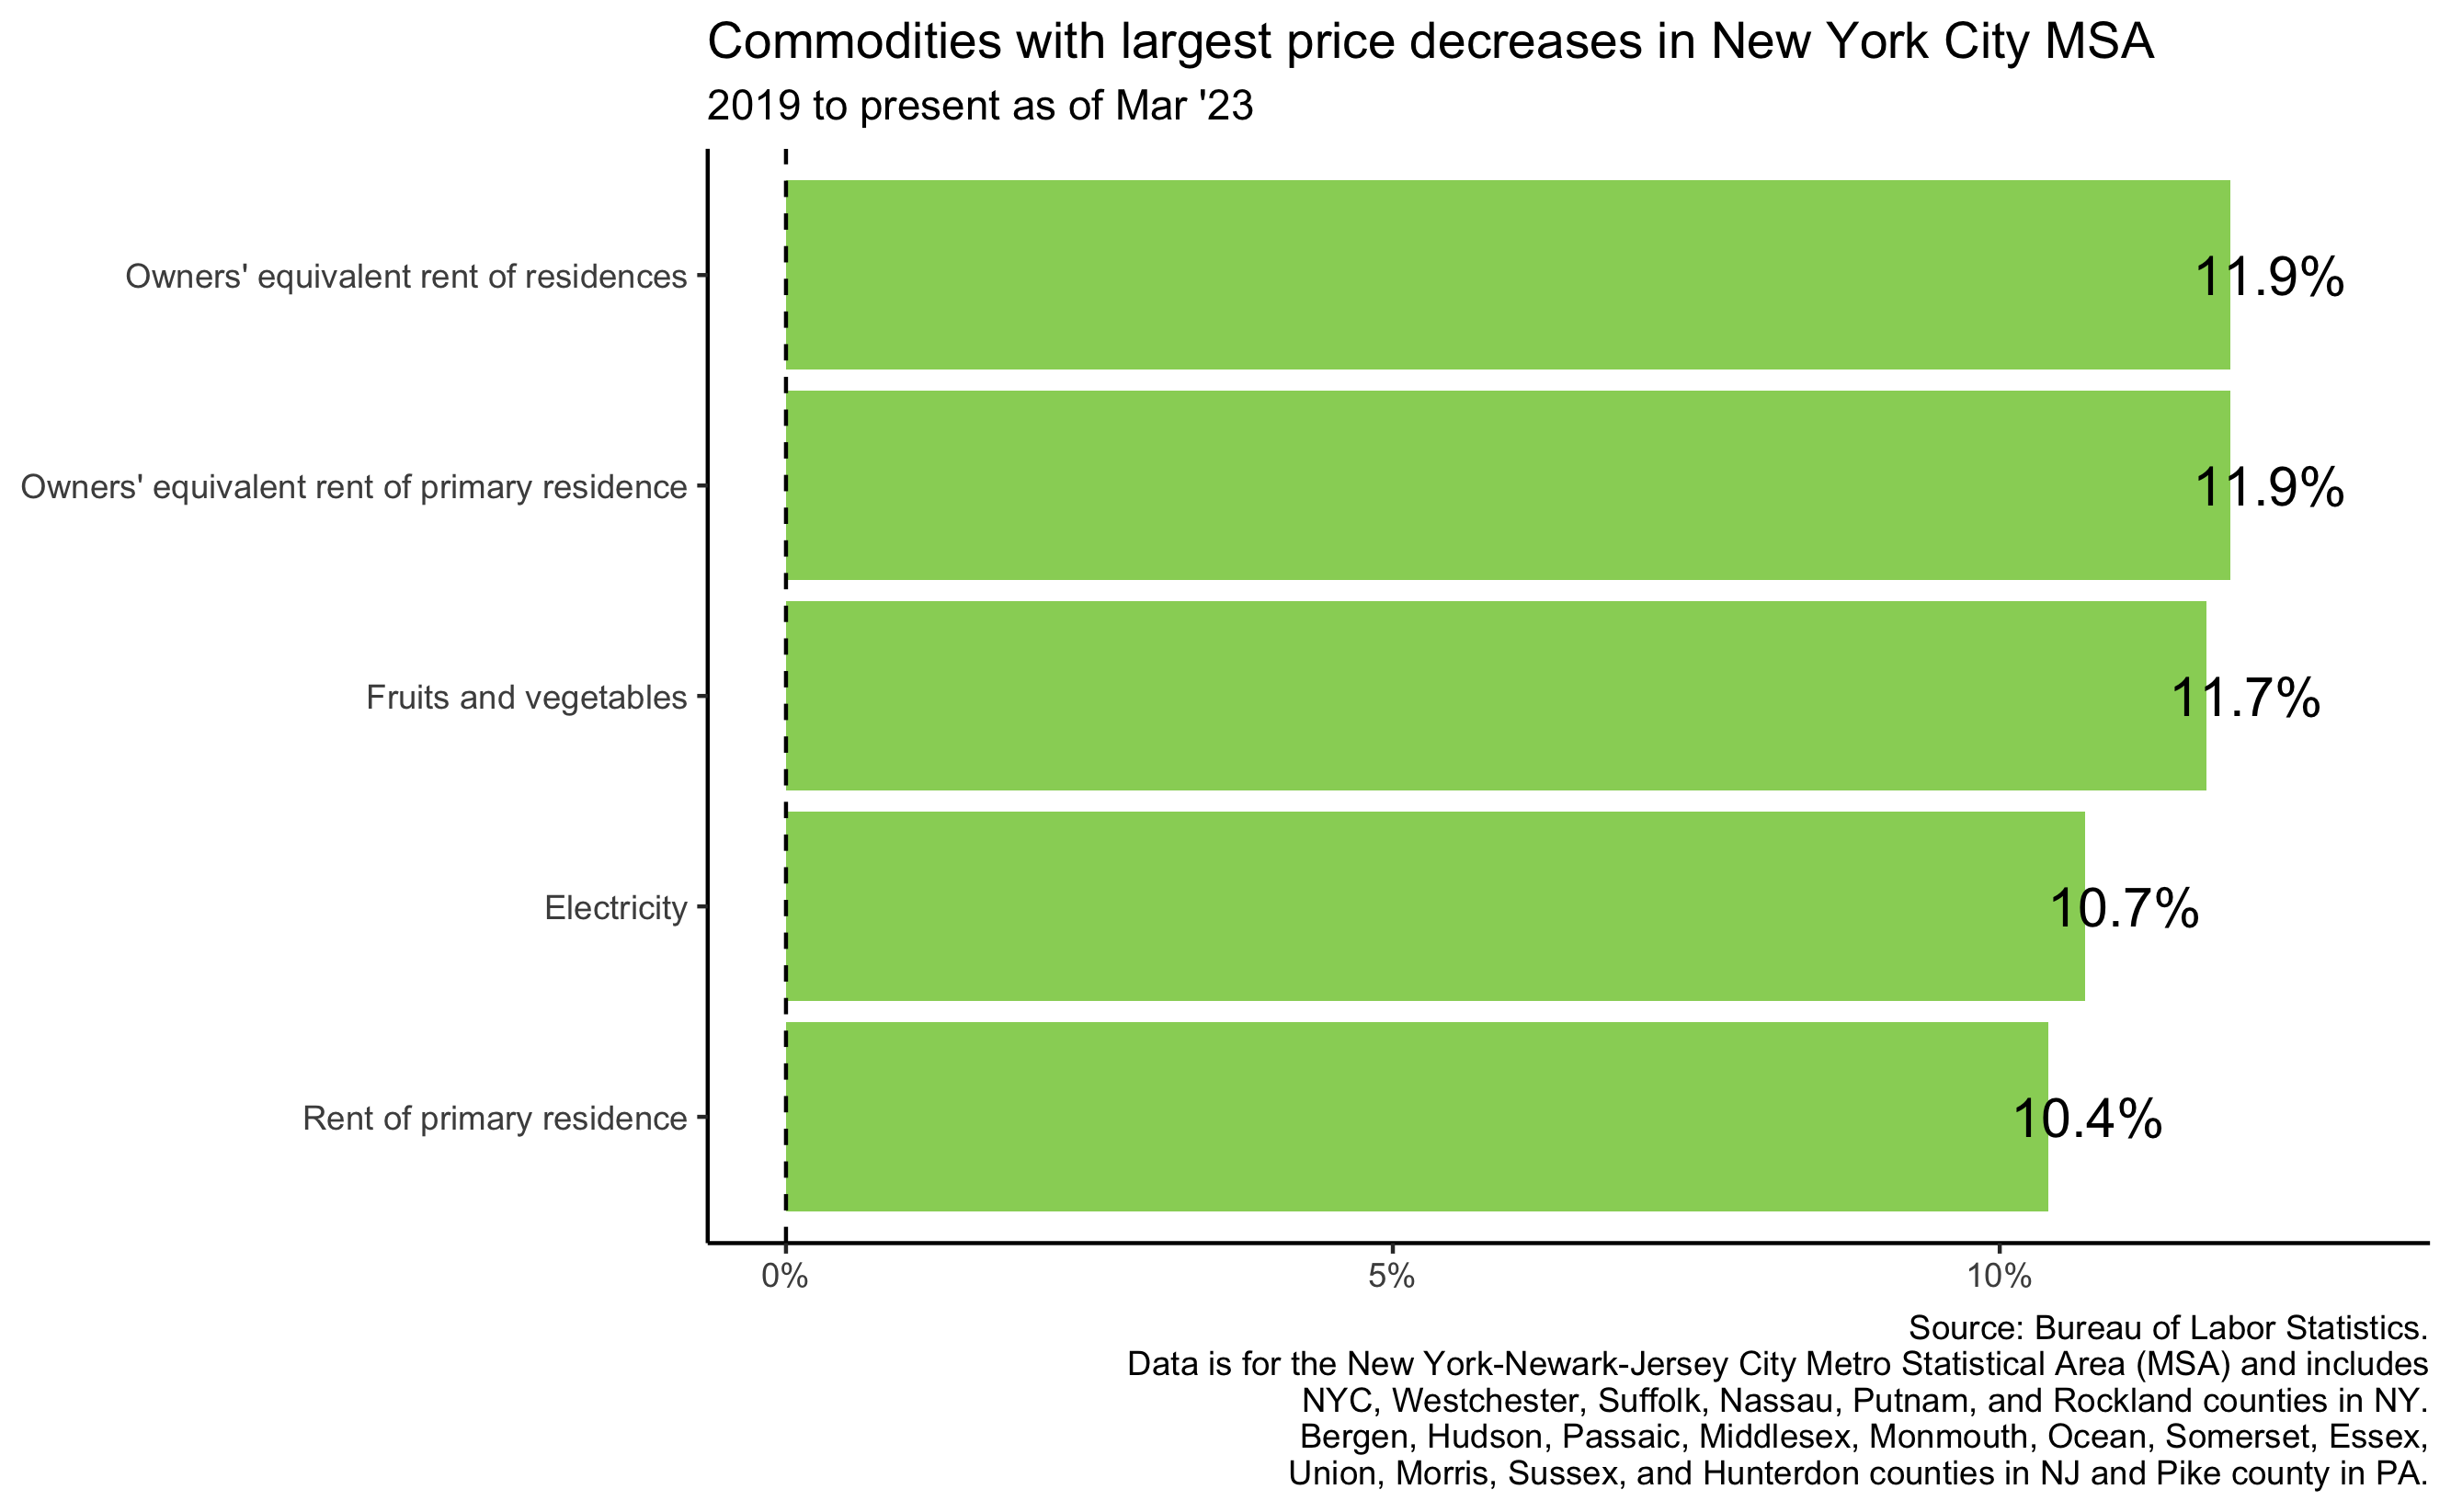 Commodities with largest price decreases in New York City MSA
2019 to present as of Mar '23
Owners' equivalent rent of residences
11.9%
Owners' equivalent rent of primary residence
11.9%
Fruits and vegetables
11.7%
Electricity
10.7%
Rent of primary residence
10.4%
0%
5%
10%
Source: Bureau of Labor Statistics.
Data is for the New York-Newark-Jersey City Metro Statistical Area (MSA) and includes
NYC, Westchester, Suffolk, Nassau, Putnam, and Rockland counties in NY.
Bergen, Hudson, Passaic, Middlesex, Monmouth, Ocean, Somerset, Essex,
Union, Morris, Sussex, and Hunterdon counties in NJ and Pike county in PA.